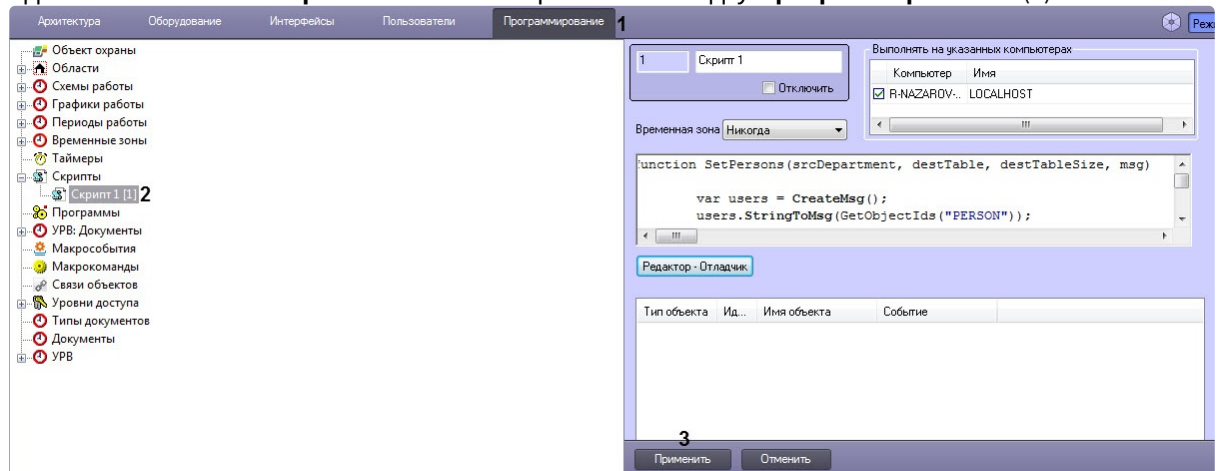 Архитектура Оборудование Интерфейсы Пользователи Программирование 1
Объект охраны
Области
Схемы работы
Графики работы
Периоды работы
Временные зоны
Таймеры
Скрипты
Скрипт 1 [1] 2
Программы
УРВ: Документы
Макрособытия
Макрокоманды
Связи объектов
Уровни доступа
Типы документов
Документы
УРВ
1 Скрипт 1
Отключить
Выполнять на указанных компьютерах
Компьютер Имя
R-NAZAROV-.. LOCALHOST
Временная зона Никогда
function SetPersons(srcDepartment, destTable, destTableSize, msg)
var users = CreateMsg();
users.StringToMsg(GetObjectIds("PERSON"));
Редактор - Отладчик
Тип объекта Ид... Имя объекта Событие
3
Применить Отменить